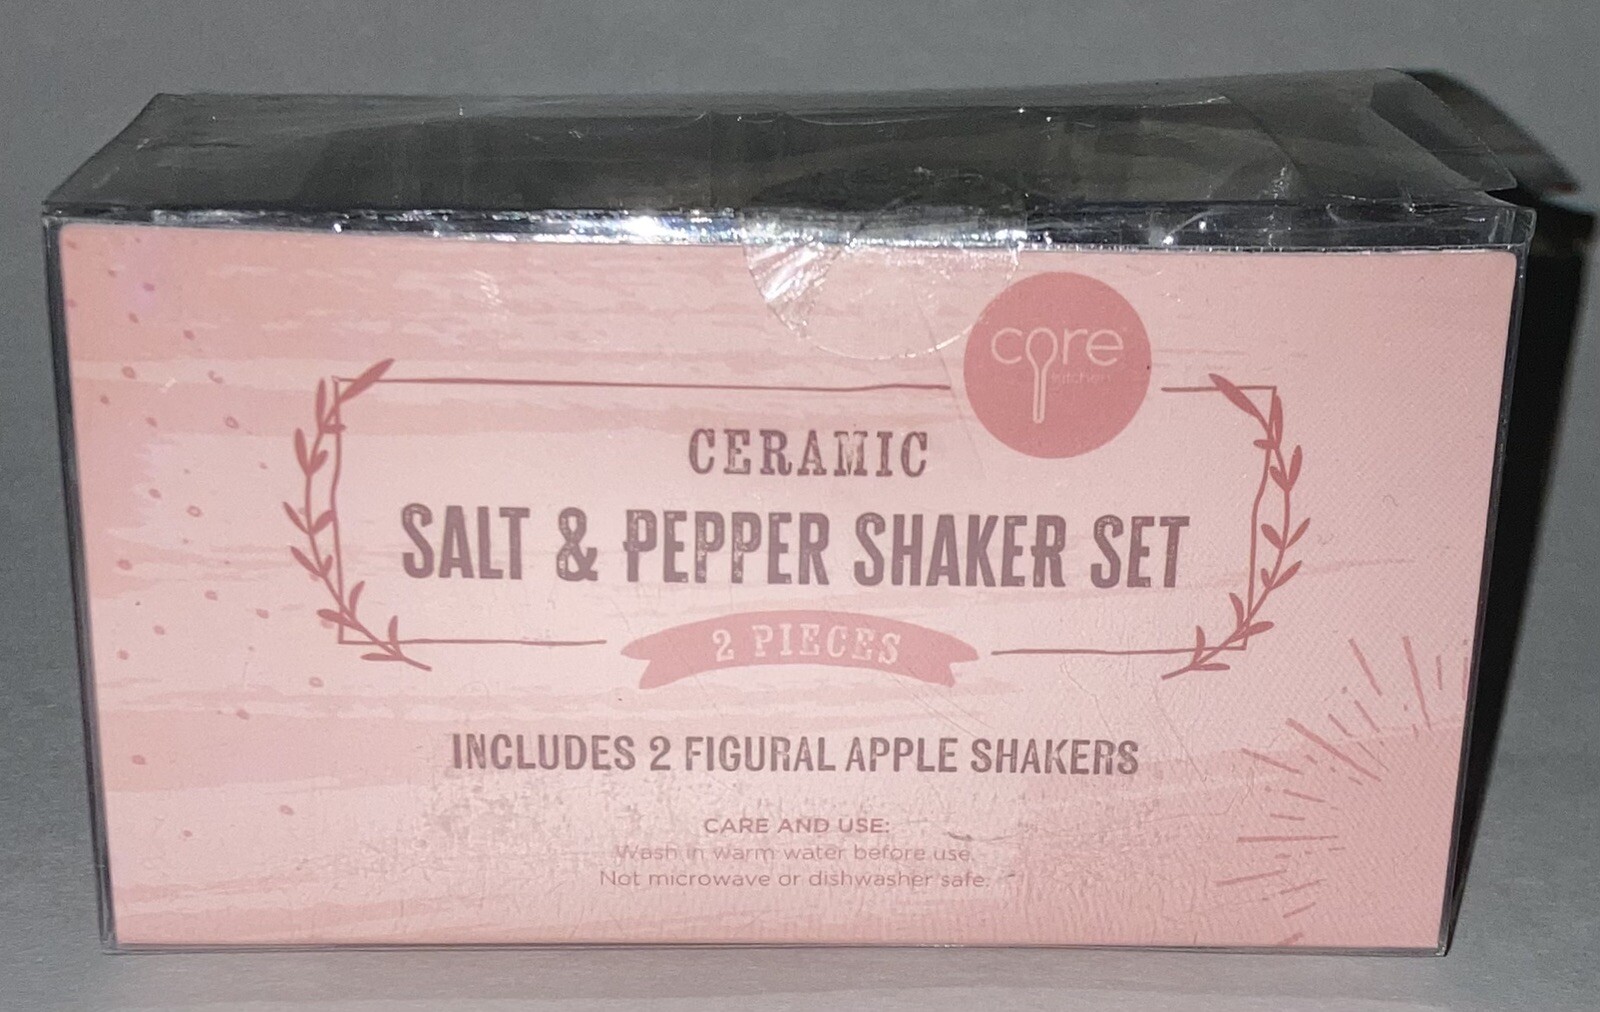 core™
kitchen
CERAMIC
SALT & PEPPER SHAKER SET
2 PIECES
INCLUDES 2 FIGURAL APPLE SHAKERS
CARE AND USE:
Wash in warm water before use.
Not microwave or dishwasher safe.